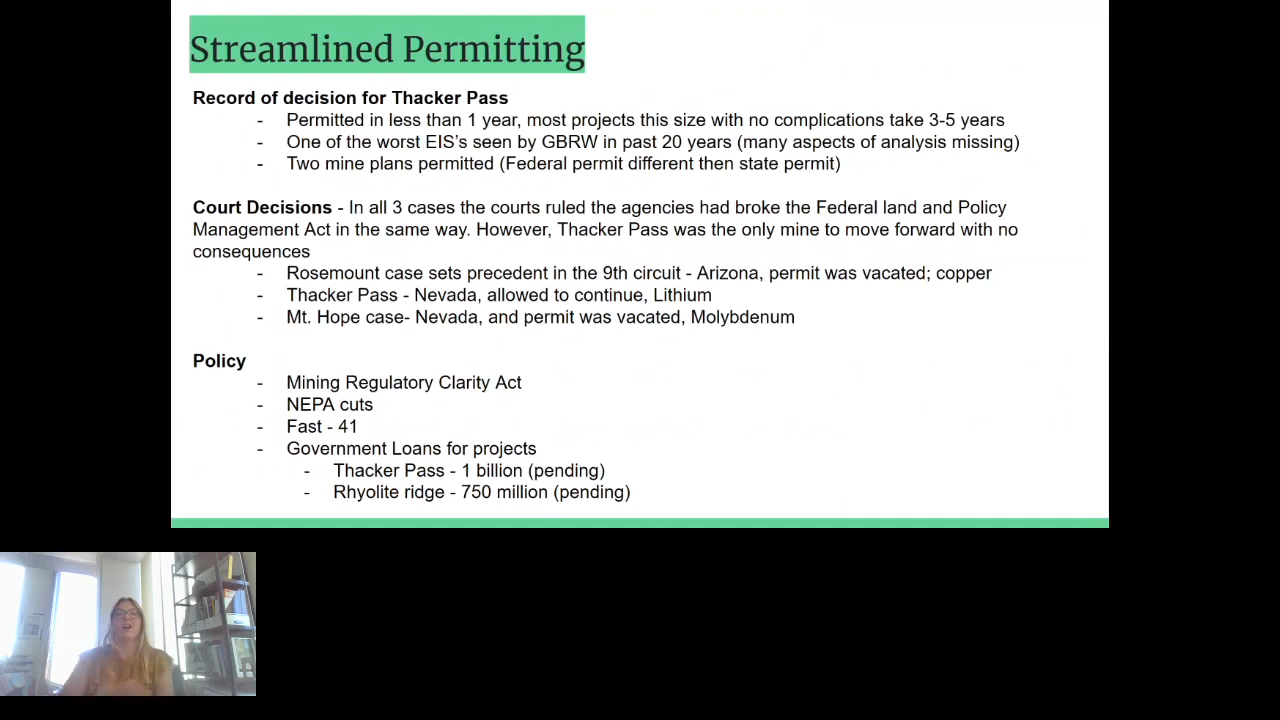 Streamlined Permitting
Record of decision for Thacker Pass
- Permitted in less than 1 year, most projects this size with no complications take 3-5 years
- One of the worst EIS's seen by GBRW in past 20 years (many aspects of analysis missing)
- Two mine plans permitted (Federal permit different then state permit)
Court Decisions - In all 3 cases the courts ruled the agencies had broke the Federal land and Policy
Management Act in the same way. However, Thacker Pass was the only mine to move forward with no
consequences
- Rosemount case sets precedent in the 9th circuit - Arizona, permit was vacated; copper
- Thacker Pass - Nevada, allowed to continue, Lithium
- Mt. Hope case- Nevada, and permit was vacated, Molybdenum
Policy
- Mining Regulatory Clarity Act
- NEPA cuts
- Fast - 41
- Government Loans for projects
- Thacker Pass - 1 billion (pending)
- Rhyolite ridge - 750 million (pending)